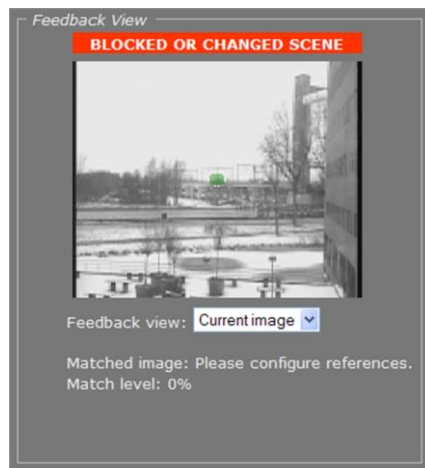 Feedback View
BLOCKED OR CHANGED SCENE
Feedback view: Current image
Matched image: Please configure references.
Match level: 0%